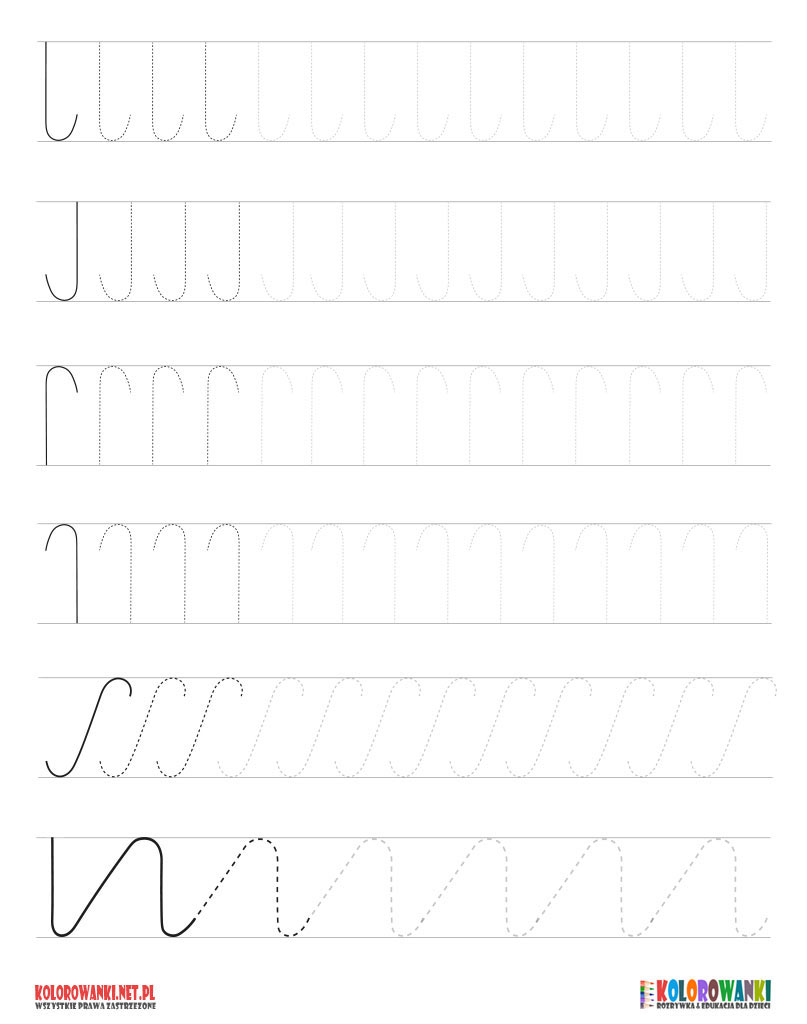 KOLOROWANKI.NET.PL
WSZYSTKIE PRAWA ZASTRZEŻONE
KOLOROWANKI
ROZRYWKA & EDUKACJA DLA DZIECI